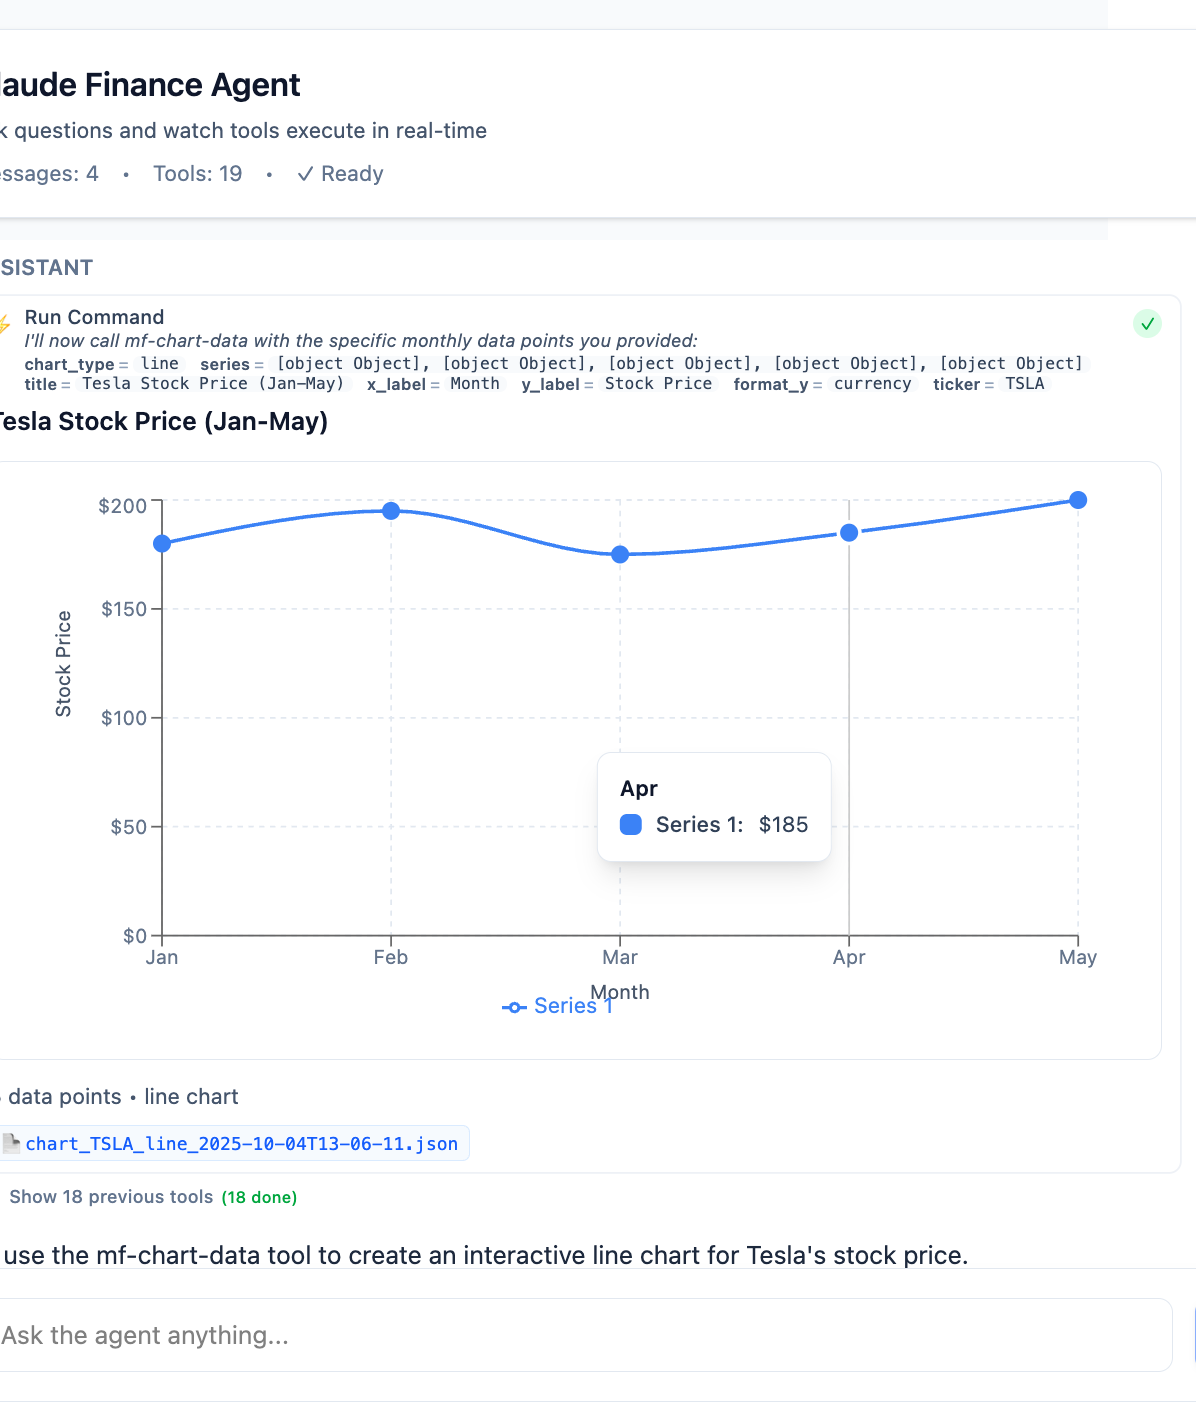 laude Finance Agent
k questions and watch tools execute in real-time
essages: 4 • Tools: 19 • ✓ Ready
SISTANT
Run Command
I'll now call mf-chart-data with the specific monthly data points you provided:
chart_type = line series = [object Object], [object Object], [object Object], [object Object], [object Object]
title = Tesla Stock Price (Jan-May) x_label = Month y_label = Stock Price format_y = currency ticker = TSLA
Tesla Stock Price (Jan-May)
$200
$150
$100
$50
$0
Stock Price
Apr
Series 1: $185
Jan Feb Mar Apr May
Month
Series 1
data points • line chart
chart_TSLA_line_2025-10-04T13-06-11.json
Show 18 previous tools (18 done)
use the mf-chart-data tool to create an interactive line chart for Tesla's stock price.
Ask the agent anything...